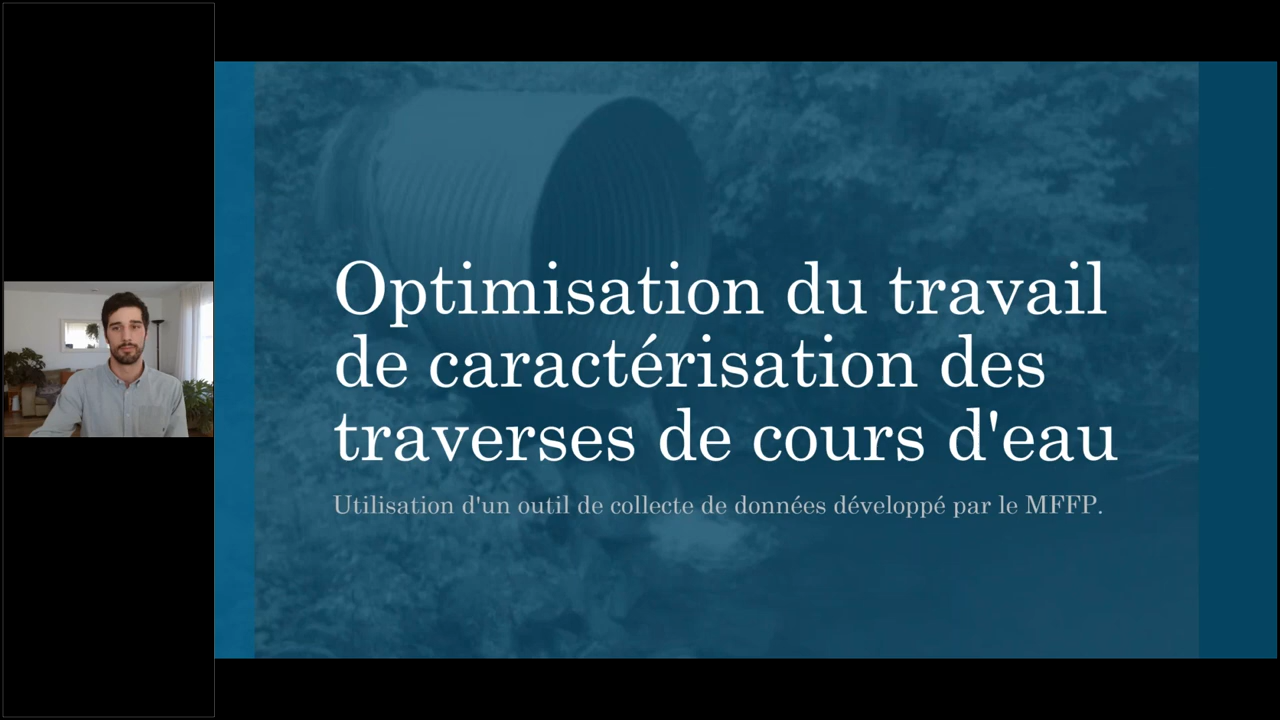 Optimisation du travail
de caractérisation des
traverses de cours d'eau
Utilisation d'un outil de collecte de données développé par le MFFP.